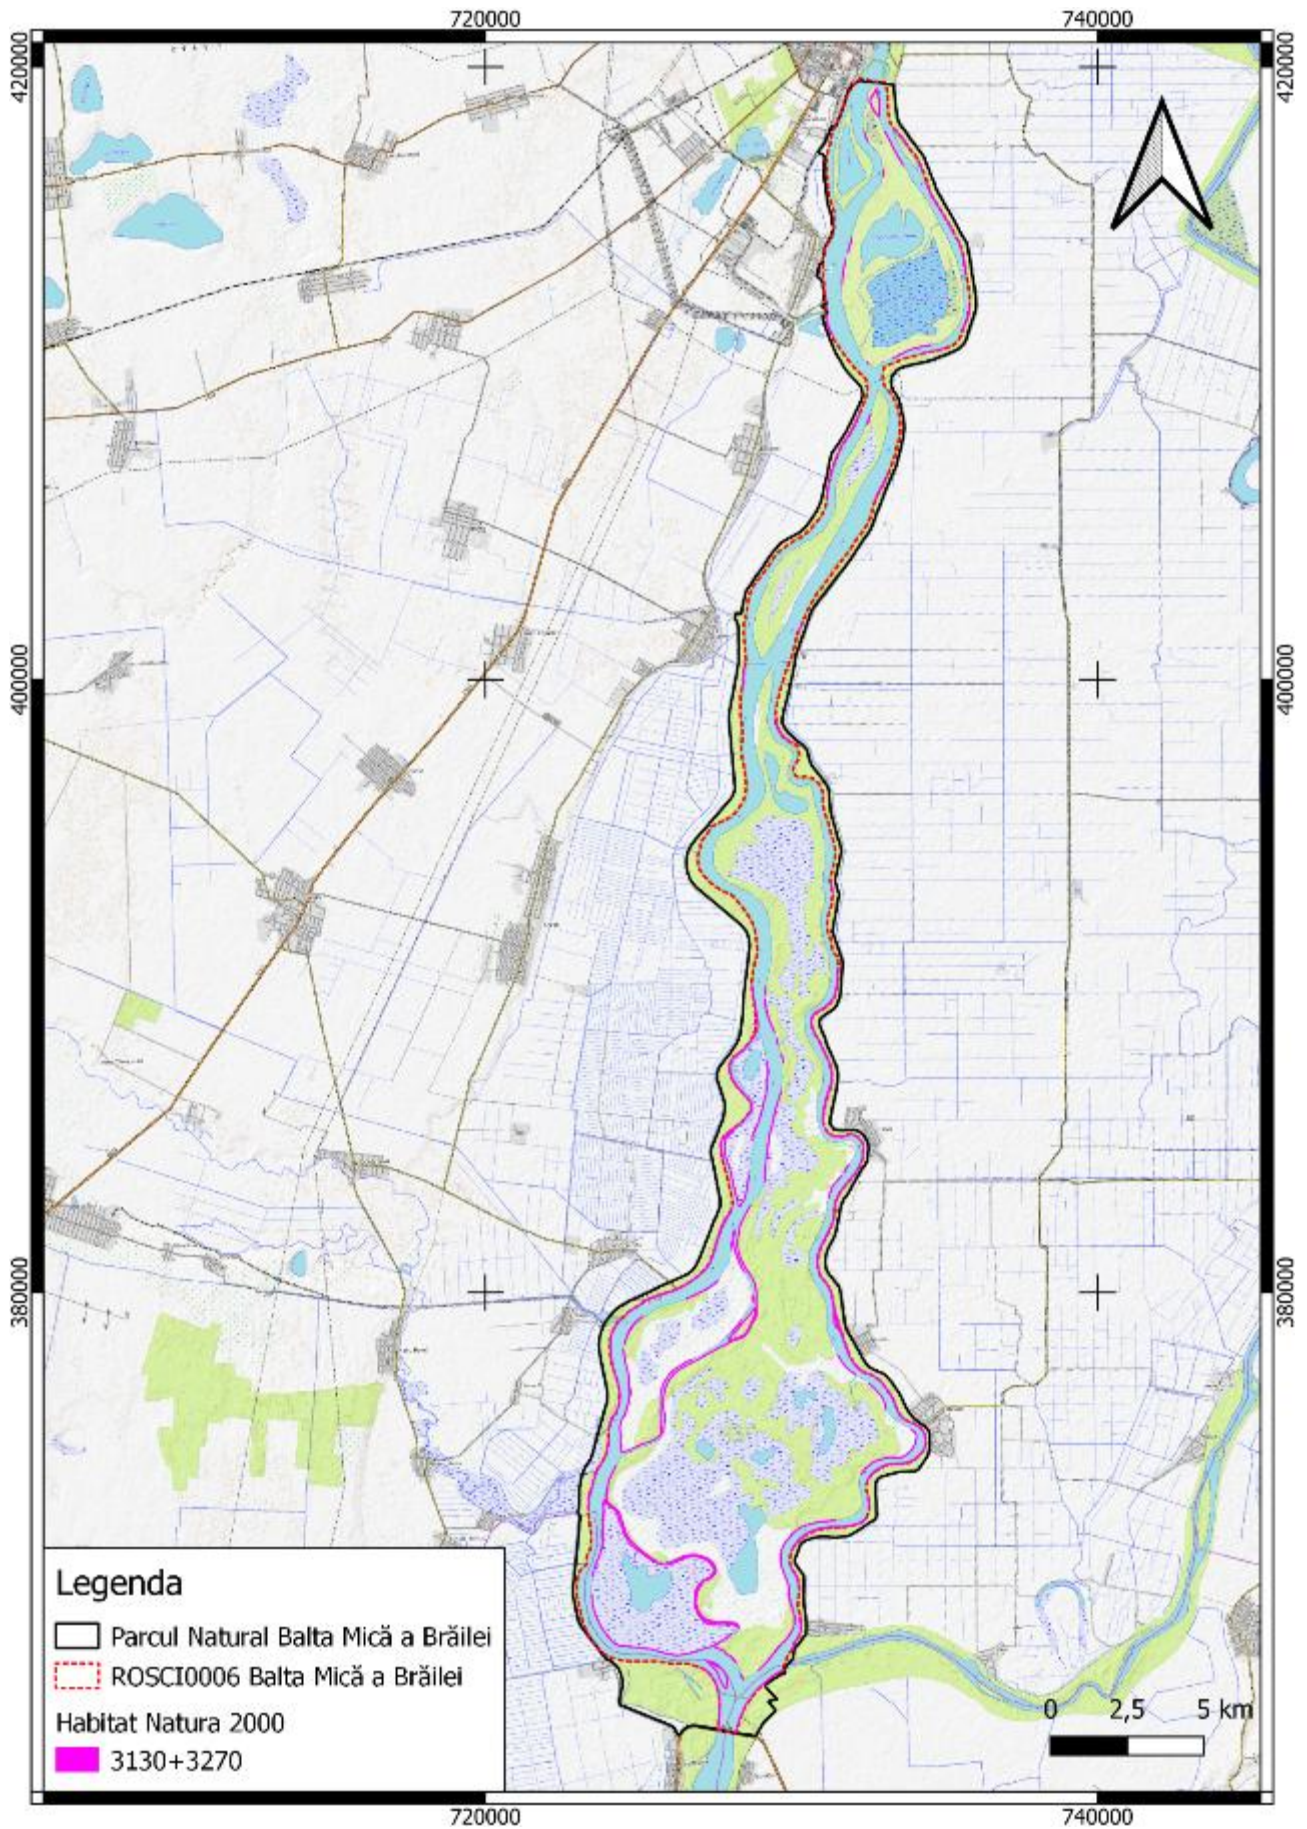 720000
740000
420000
420000
400000
400000
380000
380000
Legenda
Parcul Natural Balta Mică a Brăilei
ROSCI0006 Balta Mică a Brăilei
Habitat Natura 2000
3130+3270
0 2,5 5 km
720000
740000